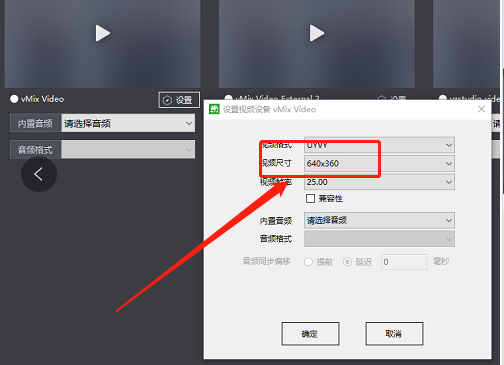 vMix Video
设置
vMix Video External 2
设置
内置音频
请选择音频
音频格式
设置视频设备 vMix Video
视频格式
UYVY
视频尺寸
640x360
视频帧率
25.00
兼容性
内置音频
请选择音频
音频格式
音频同步偏移
提前
延迟
0
毫秒
确定
取消